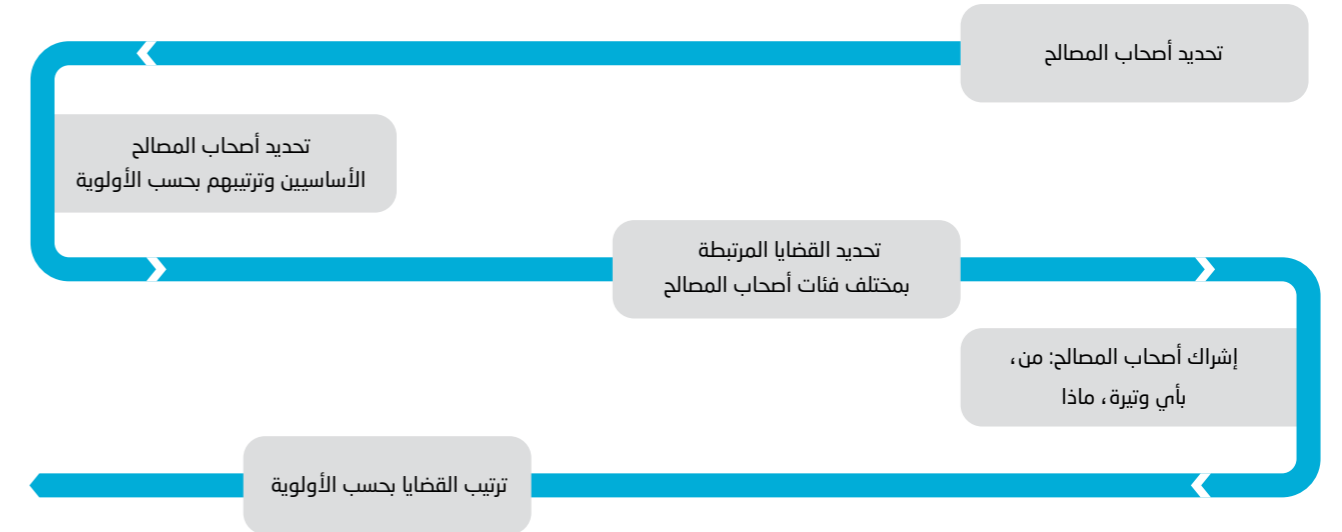 تحديد أصحاب المصالح
تحديد أصحاب المصالح
الأساسيين وترتيبهم بحسب الأولوية
تحديد القضايا المرتبطة
بمختلف فئات أصحاب المصالح
إشراك أصحاب المصالح: من،
بأي وتيرة، ماذا
ترتيب القضايا بحسب الأولوية